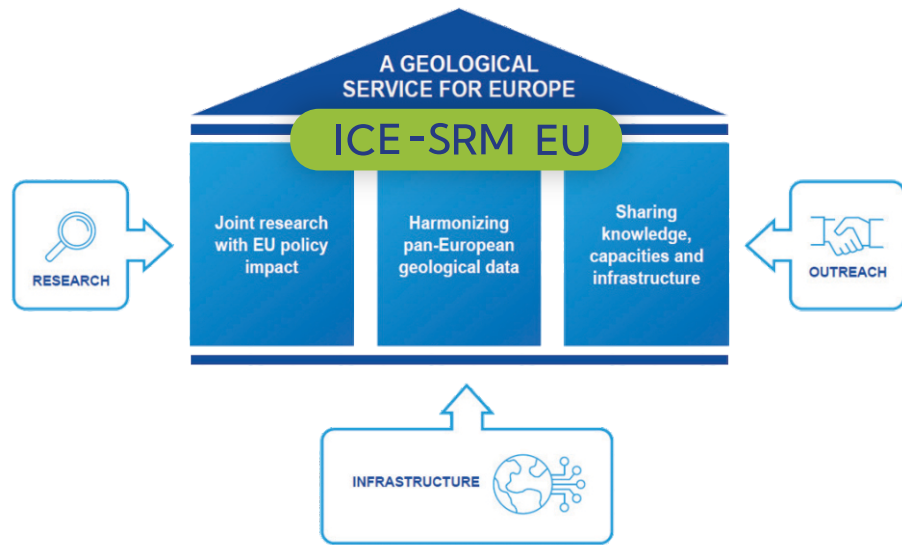 A GEOLOGICAL
SERVICE FOR EUROPE
ICE-SRM EU
Joint research
with EU policy
impact
Harmonizing
pan-European
geological data
Sharing
knowledge,
capacities and
infrastructure
RESEARCH
OUTREACH
INFRASTRUCTURE